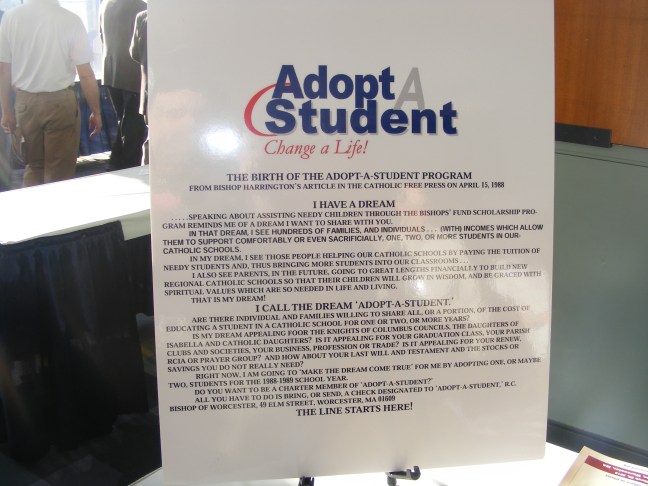 Adopt A
Student
Change a Life!
THE BIRTH OF THE ADOPT-A-STUDENT PROGRAM
FROM BISHOP HARRINGTON'S ARTICLE IN THE CATHOLIC FREE PRESS ON APRIL 15, 1988
I HAVE A DREAM
. . . . .SPEAKING ABOUT ASSISTING NEEDY CHILDREN THROUGH THE BISHOPS' FUND SCHOLARSHIP PRO-
GRAM REMINDS ME OF A DREAM I WANT TO SHARE WITH YOU.
IN THAT DREAM, I SEE HUNDREDS OF FAMILIES, AND INDIVIDUALS . . . (WITH) INCOMES WHICH ALLOW
THEM TO SUPPORT COMFORTABLY OR EVEN SACRIFICIALLY, ONE, TWO, OR MORE STUDENTS IN OUR-
CATHOLIC SCHOOLS.
IN MY DREAM, I SEE THOSE PEOPLE HELPING OUR CATHOLIC SCHOOLS BY PAYING THE TUITION OF
NEEDY STUDENTS AND, THUS BRINGING MORE STUDENTS INTO OUR CLASSROOMS . . .
I ALSO SEE PARENTS, IN THE FUTURE, GOING TO GREAT LENGTHS FINANCIALLY TO BUILD NEW
REGIONAL CATHOLIC SCHOOLS SO THAT THEIR CHILDREN WILL GROW IN WISDOM, AND BE GRACED WITH
SPIRITUAL VALUES WHICH ARE SO NEEDED IN LIFE AND LIVING.
THAT IS MY DREAM!
I CALL THE DREAM 'ADOPT-A-STUDENT.'
ARE THERE INDIVIDUAL AND FAMILIES WILLING TO SHARE ALL, OR A PORTION, OF THE COST OF
EDUCATING A STUDENT IN A CATHOLIC SCHOOL FOR ONE OR TWO, OR MORE YEARS?
IS MY DREAM APPEALING FOOR THE KNIGHTS OF COLUMBUS COUNCILS, THE DAUGHTERS OF
ISABELLA AND CATHOLIC DAUGHTERS? IS IT APPEALING FOR YOUR GRADUATION CLASS, YOUR PARISH
CLUBS AND SOCIETIES, YOUR BUSINESS, PROFESSION OR TRADE? IS IT APPEALING FOR YOUR RENEW,
RCIA OR PRAYER GROUP? AND HOW ABOUT YOUR LAST WILL AND TESTAMENT AND THE STOCKS OR
SAVINGS YOU DO NOT REALLY NEED?
RIGHT NOW, I AM GOING TO 'MAKE THE DREAM COME TRUE' FOR ME BY ADOPTING ONE, OR MAYBE
TWO, STUDENTS FOR THE 1988-1989 SCHOOL YEAR.
DO YOU WANT TO BE A CHARTER MEMBER OF 'ADOPT-A-STUDENT?'
ALL YOU HAVE TO DO IS BRING, OR SEND, A CHECK DESIGNATED TO 'ADOPT-A-STUDENT,' R.C.
BISHOP OF WORCESTER, 49 ELM STREET, WORCESTER, MA 01609
THE LINE STARTS HERE!